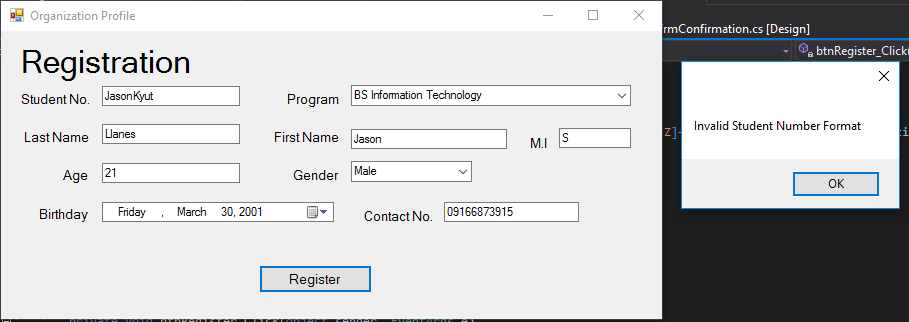 Organization Profile
irmConfirmation.cs [Design]
btnRegister_Click(
Registration
Student No. JasonKyut Program BS Information Technology
Last Name Llanes First Name Jason M.I S
Age 21 Gender Male
Birthday Friday , March 30, 2001 Contact No. 09166873915
Register
Invalid Student Number Format
OK
Z]+